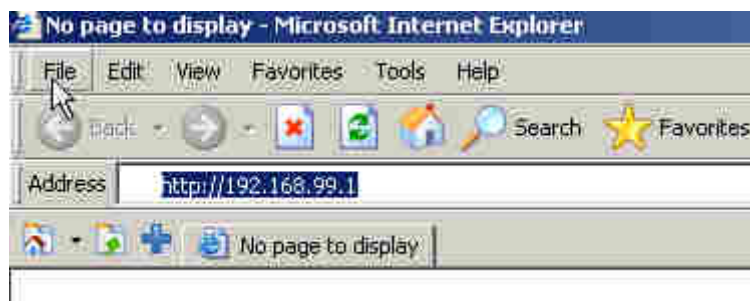 No page to display - Microsoft Internet Explorer
File Edit View Favorites Tools Help
Back Search Favorites
Address http://192.168.99.1
No page to display